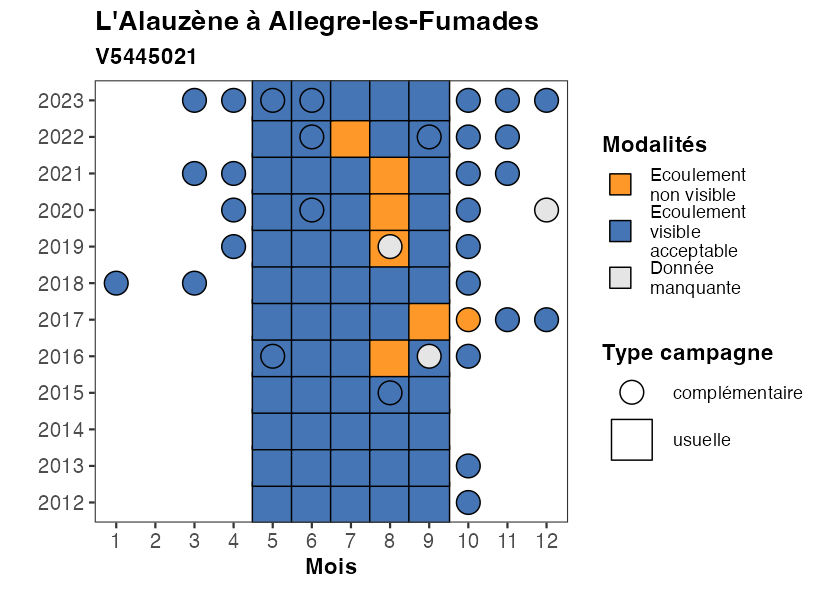 L'Alauzène à Allegre-les-Fumades
V5445021
2023
2022
2021
2020
2019
2018
2017
2016
2015
2014
2013
2012
1 2 3 4 5 6 7 8 9 10 11 12
Mois
Modalités
Ecoulement
non visible
Ecoulement
visible
acceptable
Donnée
manquante
Type campagne
complémentaire
usuelle